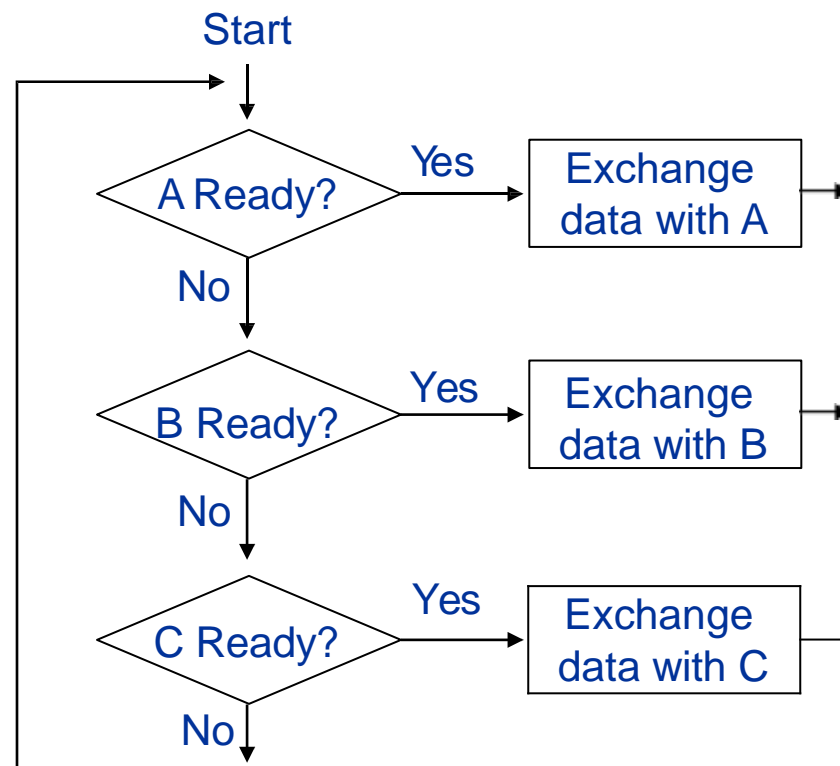 Start
A Ready?
Yes
Exchange
data with A
No
B Ready?
Yes
Exchange
data with B
No
C Ready?
Yes
Exchange
data with C
No